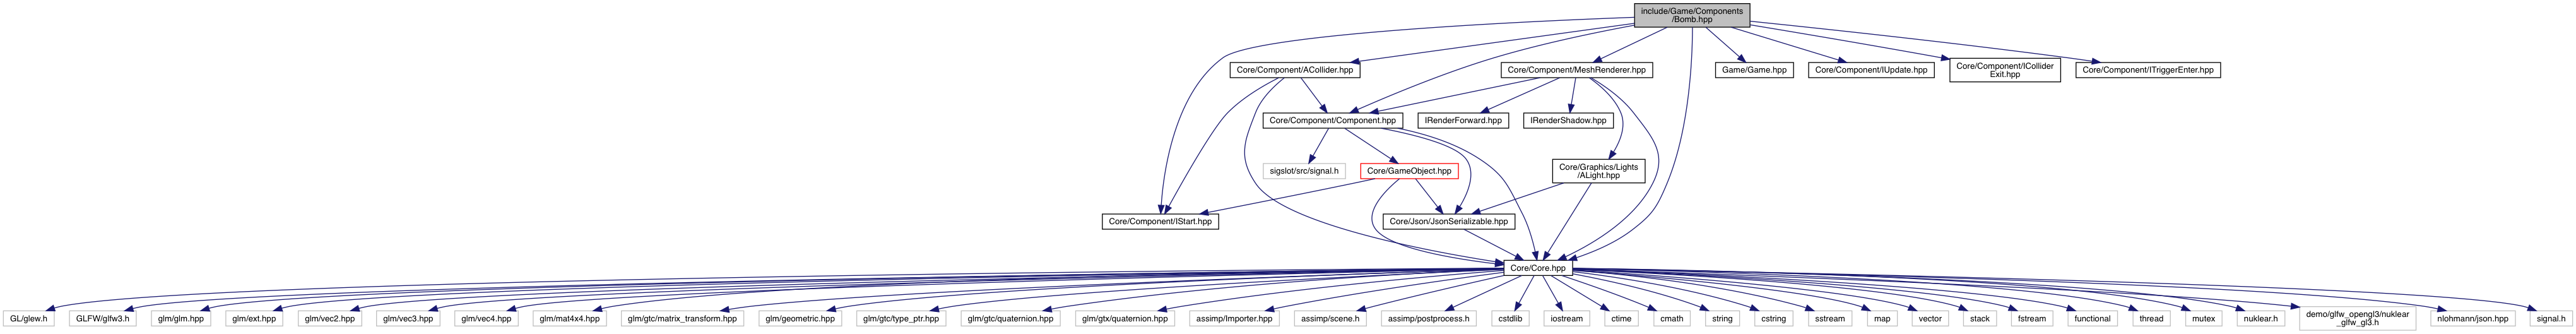 include/Game/Components
/Bomb.hpp
Core/Component/ACollider.hpp
Core/Component/MeshRenderer.hpp
Game/Game.hpp
Core/Component/IUpdate.hpp
Core/Component/ICollider
Exit.hpp
Core/Component/ITriggerEnter.hpp
Core/Component/Component.hpp
IRenderForward.hpp
IRenderShadow.hpp
sigslot/src/signal.h
Core/GameObject.hpp
Core/Graphics/Lights
/ALight.hpp
Core/Component/IStart.hpp
Core/Json/JsonSerializable.hpp
Core/Core.hpp
GL/glew.h
GLFW/glfw3.h
glm/glm.hpp
glm/ext.hpp
glm/vec2.hpp
glm/vec3.hpp
glm/vec4.hpp
glm/mat4x4.hpp
glm/gtc/matrix_transform.hpp
glm/geometric.hpp
glm/gtc/type_ptr.hpp
glm/gtc/quaternion.hpp
glm/gtx/quaternion.hpp
assimp/Importer.hpp
assimp/scene.h
assimp/postprocess.h
cstdlib
iostream
ctime
cmath
string
cstring
sstream
map
vector
stack
fstream
functional
thread
mutex
nuklear.h
demo/glfw_opengl3/nuklear
_glfw_gl3.h
nlohmann/json.hpp
signal.h